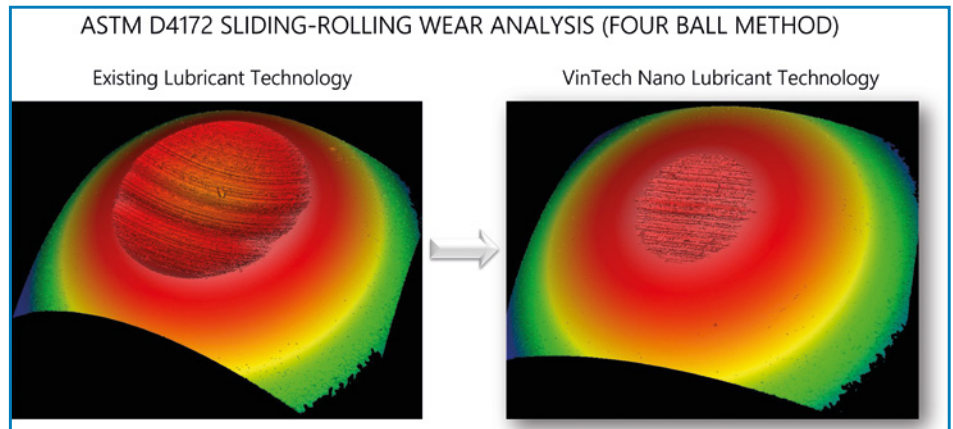 ASTM D4172 SLIDING-ROLLING WEAR ANALYSIS (FOUR BALL METHOD)
Existing Lubricant Technology
VinTech Nano Lubricant Technology